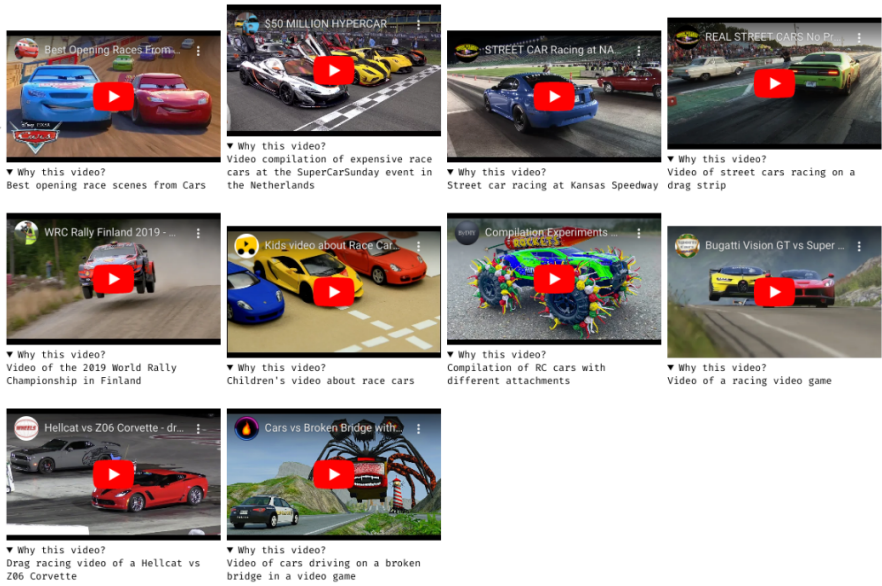 Best Opening Races From...
$50 MILLION HYPERCAR
STREET CAR Racing at NA...
REAL STREET CARS No Pr...
DISNEY PIXAR
CARS
▼ Why this video?
Best opening race scenes from Cars
▼ Why this video?
Video compilation of expensive race
cars at the SuperCarSunday event in
the Netherlands
▼ Why this video?
Street car racing at Kansas Speedway
▼ Why this video?
Video of street cars racing on a
drag strip
WRC Rally Finland 2019 - ...
Kids video about Race Car...
Compilation Experiments ...
ROCKETS
Bugatti Vision GT vs Super ...
▼ Why this video?
Video of the 2019 World Rally
Championship in Finland
▼ Why this video?
Children's video about race cars
▼ Why this video?
Compilation of RC cars with
different attachments
▼ Why this video?
Video of a racing video game
WHEELS
Hellcat vs Z06 Corvette - dr...
Cars vs Broken Bridge with...
▼ Why this video?
Drag racing video of a Hellcat vs
Z06 Corvette
▼ Why this video?
Video of cars driving on a broken
bridge in a video game